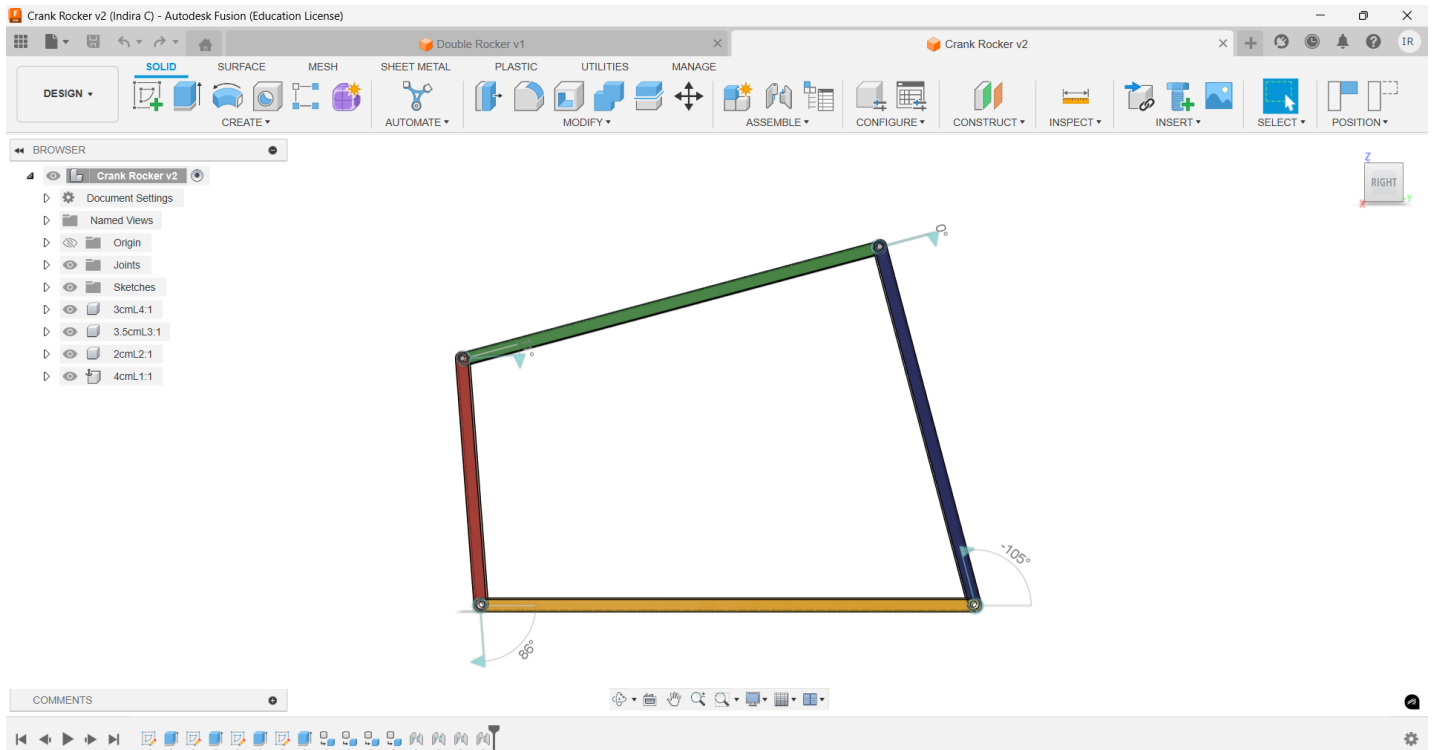 Crank Rocker v2 (Indira C) - Autodesk Fusion (Education License)
Double Rocker v1
Crank Rocker v2
IR
SOLID SURFACE MESH SHEET METAL PLASTIC UTILITIES MANAGE
DESIGN
CREATE AUTOMATE MODIFY ASSEMBLE CONFIGURE CONSTRUCT INSPECT INSERT SELECT POSITION
BROWSER
Crank Rocker v2
Document Settings
Named Views
Origin
Joints
Sketches
3cmL4:1
3.5cmL3:1
2cmL2:1
4cmL1:1
Z
RIGHT
X
Y
0°
-105°
86°
COMMENTS